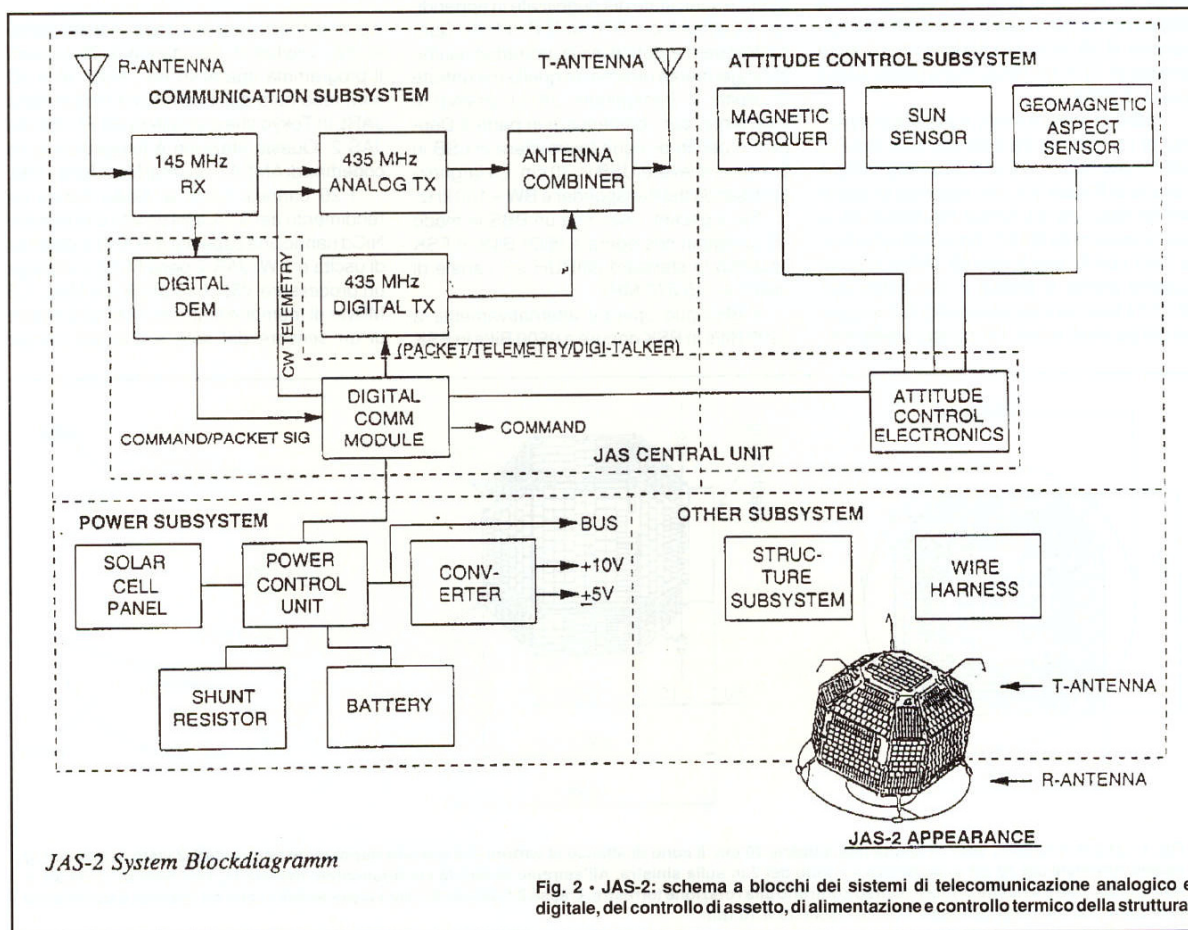 R-ANTENNA
T-ANTENNA
COMMUNICATION SUBSYSTEM
145 MHz
RX
435 MHz
ANALOG TX
ANTENNA
COMBINER
DIGITAL
DEM
435 MHz
DIGITAL TX
CW TELEMETRY
(PACKET/TELEMETRY/DIGI-TALKER)
DIGITAL
COMM
MODULE
COMMAND/PACKET SIG
COMMAND
JAS CENTRAL UNIT
ATTITUDE CONTROL SUBSYSTEM
MAGNETIC
TORQUER
SUN
SENSOR
GEOMAGNETIC
ASPECT
SENSOR
ATTITUDE
CONTROL
ELECTRONICS
POWER SUBSYSTEM
SOLAR
CELL
PANEL
POWER
CONTROL
UNIT
CONV-
ERTER
BUS
+10V
±5V
SHUNT
RESISTOR
BATTERY
OTHER SUBSYSTEM
STRUC-
TURE
SUBSYSTEM
WIRE
HARNESS
T-ANTENNA
R-ANTENNA
JAS-2 APPEARANCE
JAS-2 System Blockdiagramm
Fig. 2 • JAS-2: schema a blocchi dei sistemi di telecomunicazione analogico e
digitale, del controllo di assetto, di alimentazione e controllo termico della struttura.